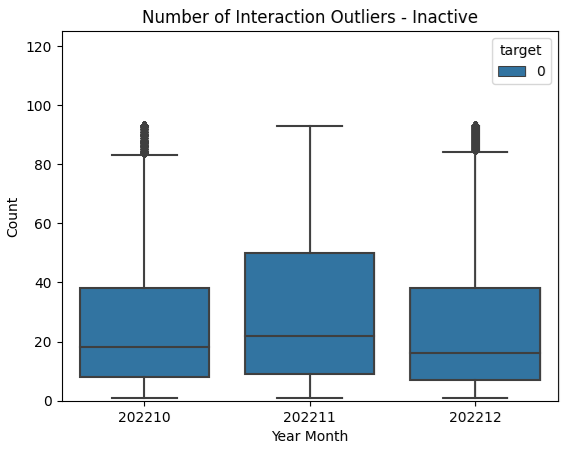 Number of Interaction Outliers - Inactive
target
0
120
100
80
60
40
20
0
Count
202210
202211
202212
Year Month